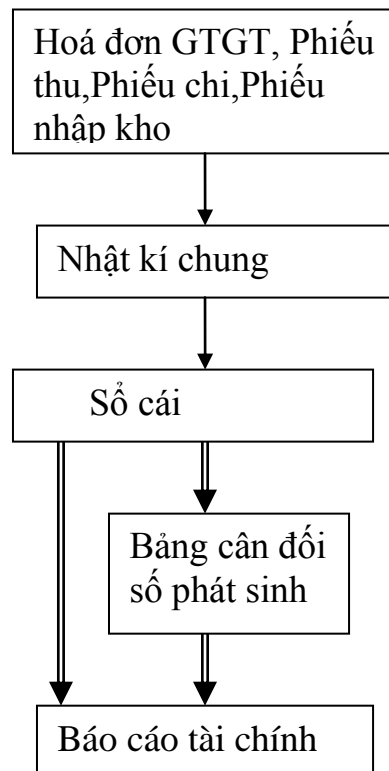 Hoá đơn GTGT, Phiếu
thu,Phiếu chi,Phiếu
nhập kho
Nhật kí chung
Sổ cái
Bảng cân đối
số phát sinh
Báo cáo tài chính